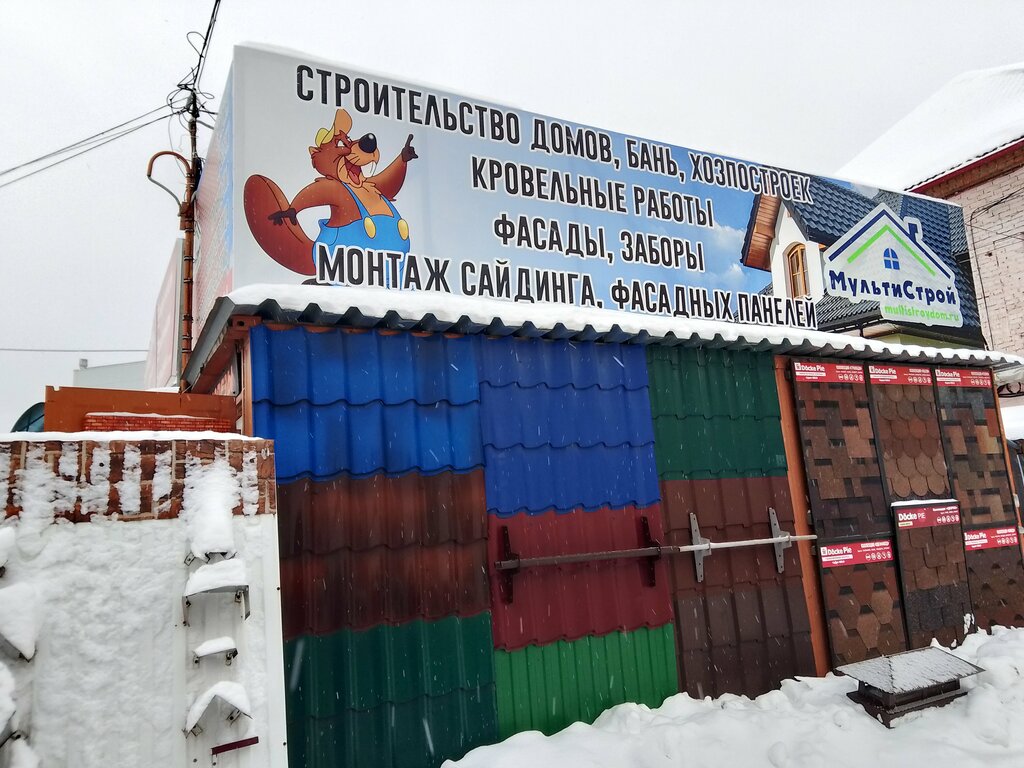 СТРОИТЕЛЬСТВО ДОМОВ, БАНЬ, ХОЗПОСТРОЕК
КРОВЕЛЬНЫЕ РАБОТЫ
ФАСАДЫ, ЗАБОРЫ
МОНТАЖ САЙДИНГА, ФАСАДНЫХ ПАНЕЛЕЙ
МультиСтрой
multistroydom.ru
Döcke Pie
Döcke Pie
Döcke Pie
Döcke PIE
Döcke Pie
Döcke Pie